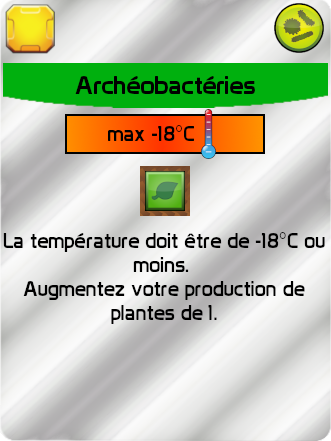 Archéobactéries
max -18°C
La température doit être de -18°C ou
moins.
Augmentez votre production de
plantes de 1.